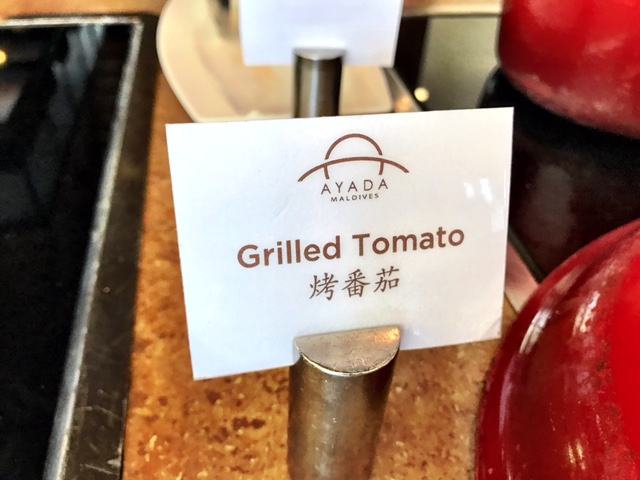 AYADA
MALDIVES
Grilled Tomato
烤番茄